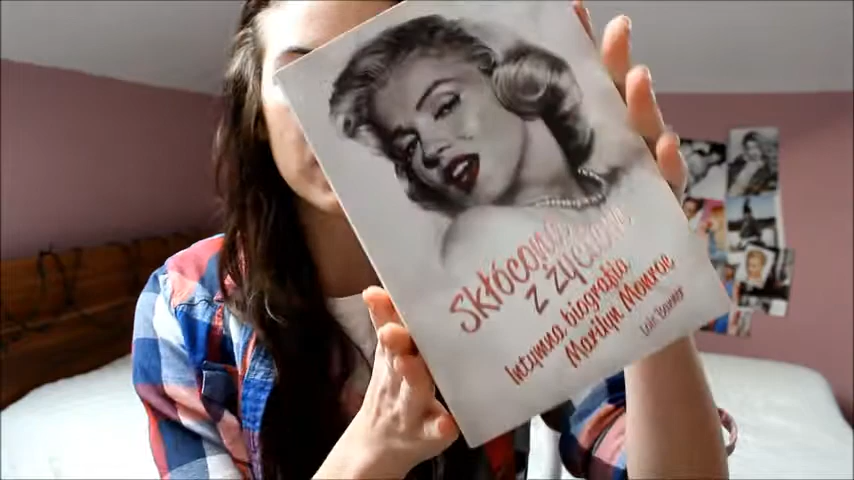 Skłócona
z życiem
Intymna biografia
Marilyn Monroe
Lois Banner